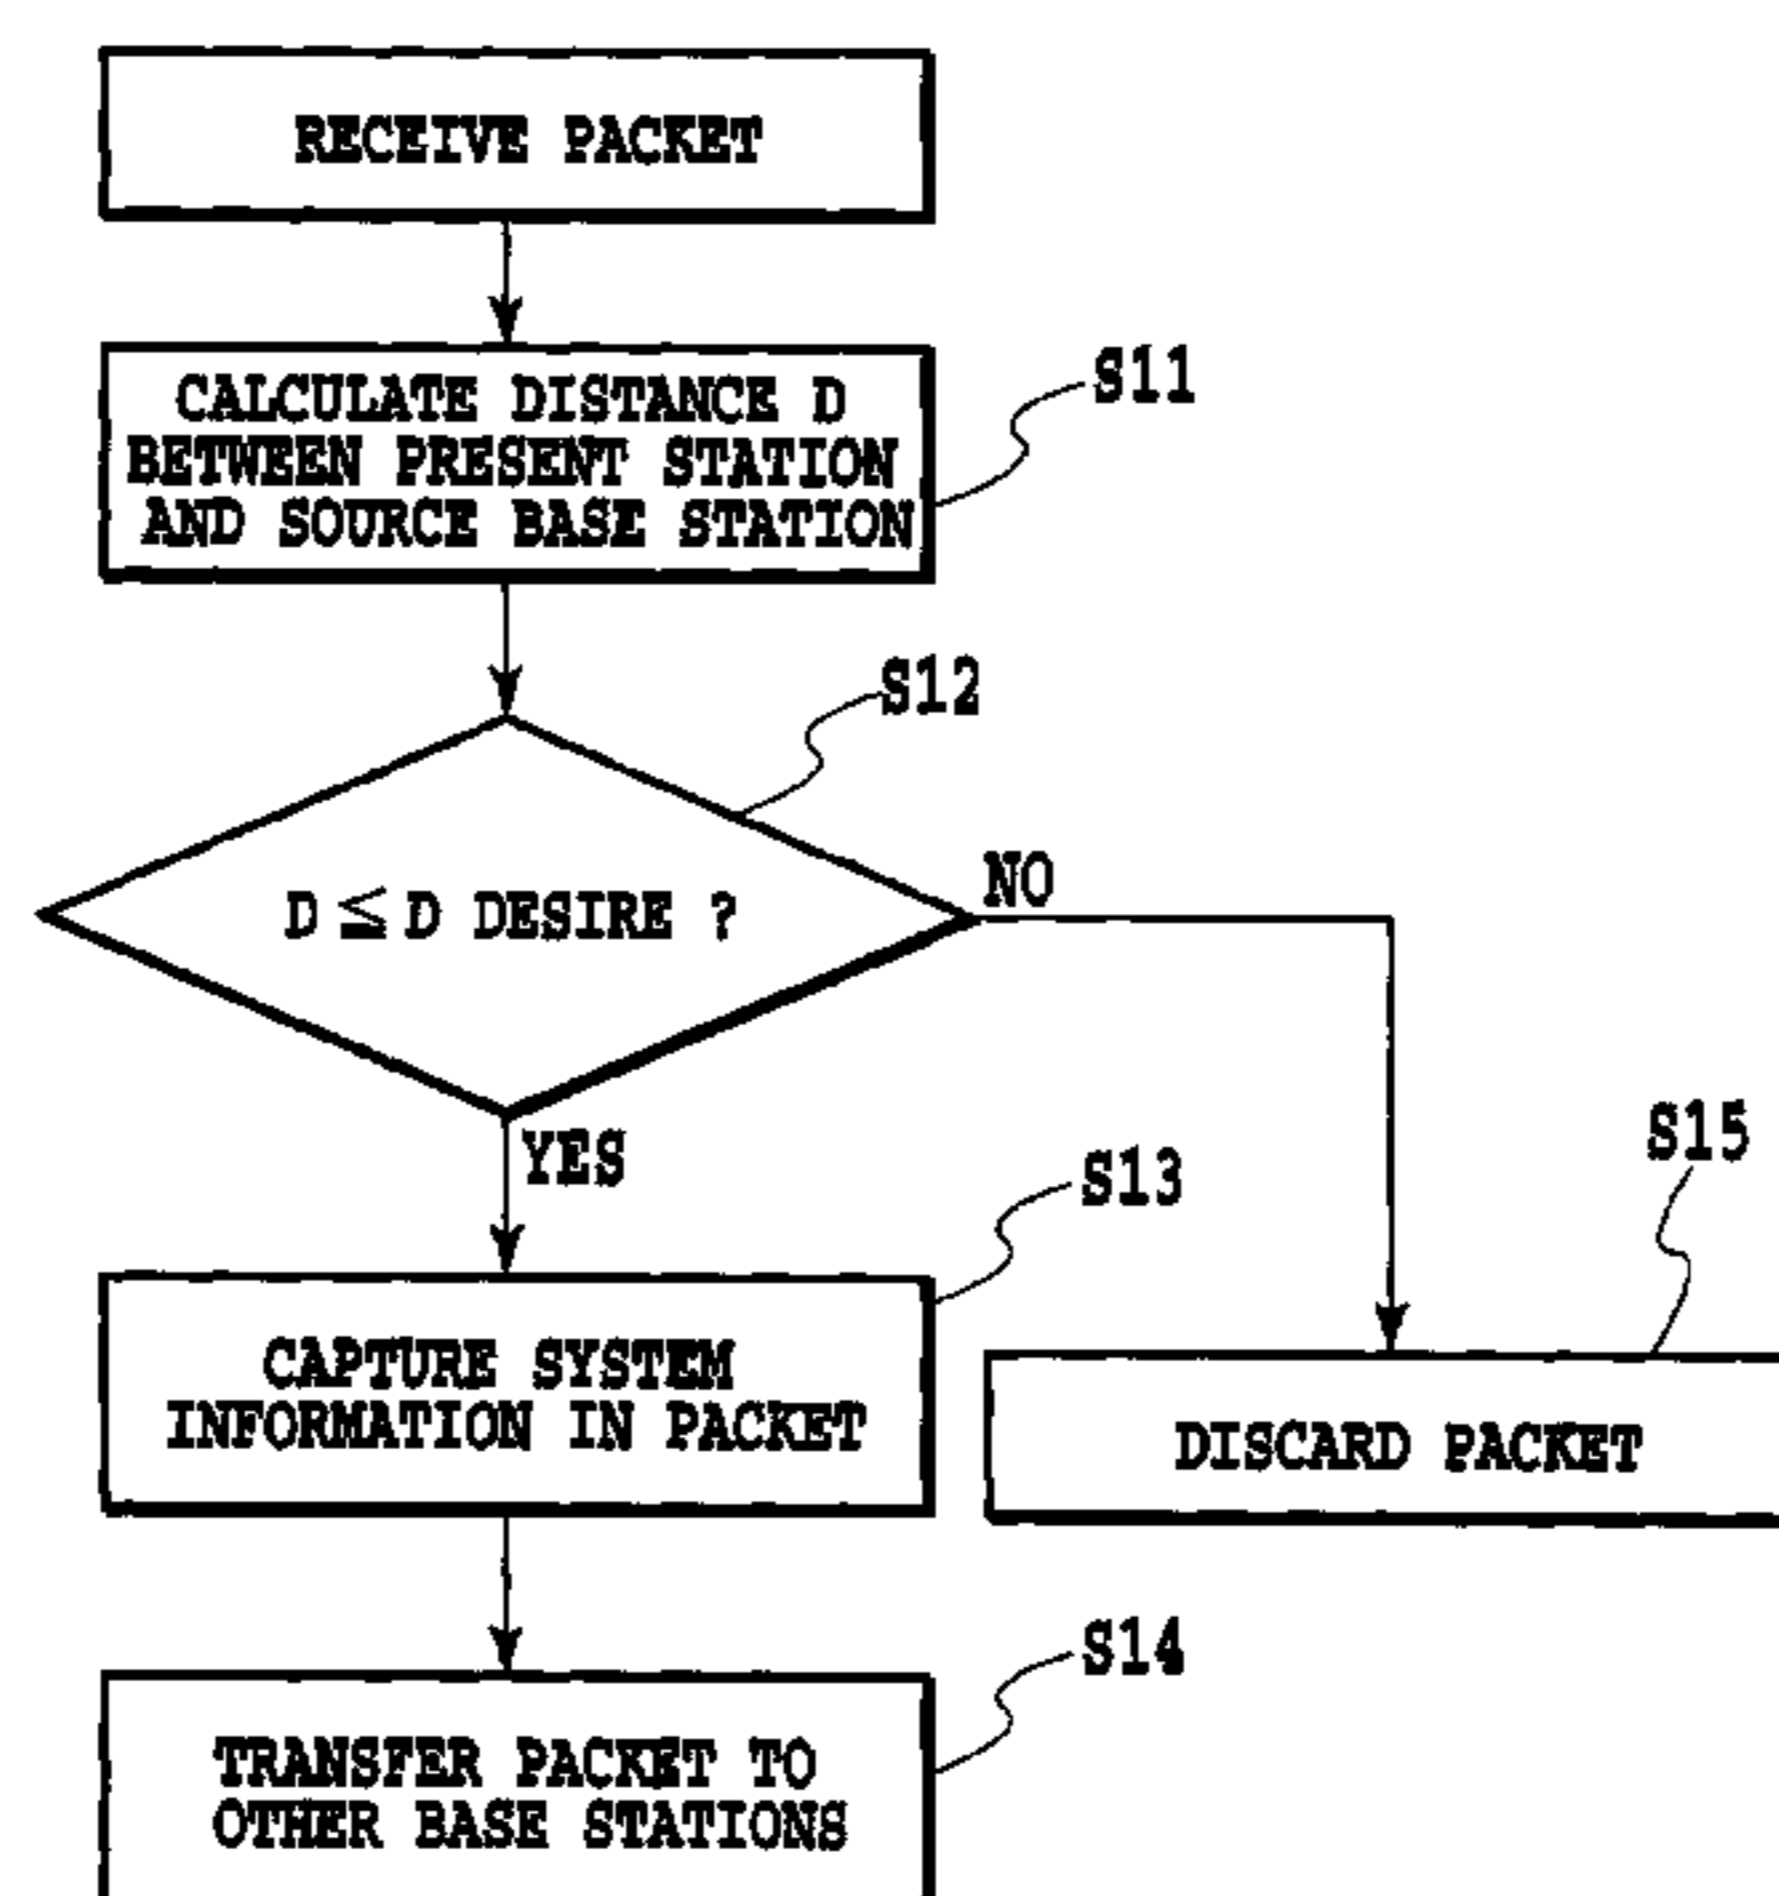 RECEIVE PACKET
CALCULATE DISTANCE D
BETWEEN PRESENT STATION
AND SOURCE BASE STATION
S11
S12
D ≦ D DESIRE ?
NO
YES
S13
CAPTURE SYSTEM
INFORMATION IN PACKET
S15
DISCARD PACKET
S14
TRANSFER PACKET TO
OTHER BASE STATIONS